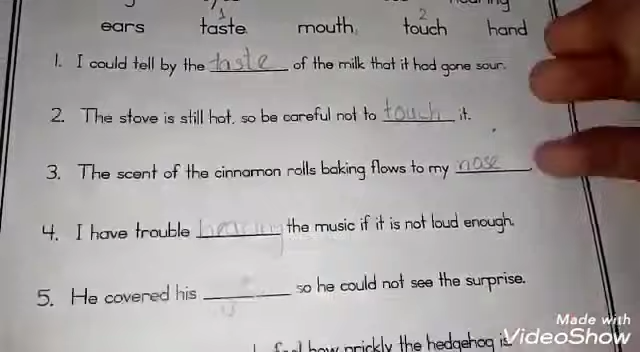 1 2
ears taste mouth touch hand
1. I could tell by the taste of the milk that it had gone sour.
2. The stove is still hot, so be careful not to touch it.
3. The scent of the cinnamon rolls baking flows to my nose.
4. I have trouble hearing the music if it is not loud enough.
5. He covered his ______ so he could not see the surprise.
feel how prickly the hedgehog is
Made with
VideoShow